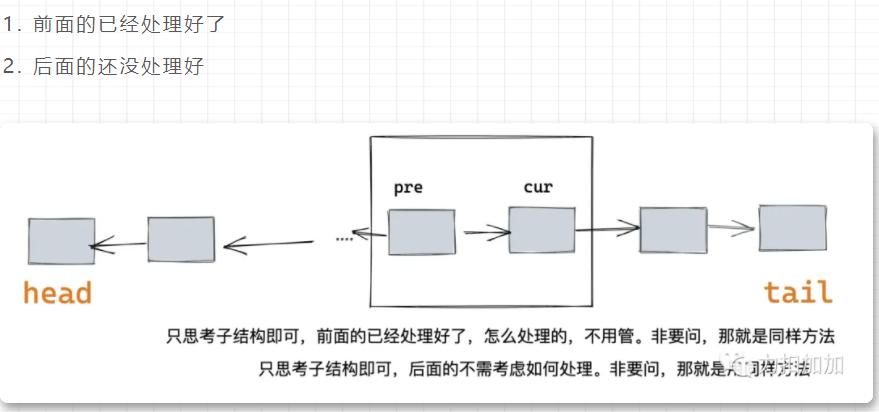 1. 前面的已经处理好了
2. 后面的还没处理好
pre cur
....
head tail
只思考子结构即可，前面的已经处理好了，怎么处理的，不用管。非要问，那就是同样方法
只思考子结构即可，后面的不需考虑如何处理。非要问，那就是用同样方法
力扣加加